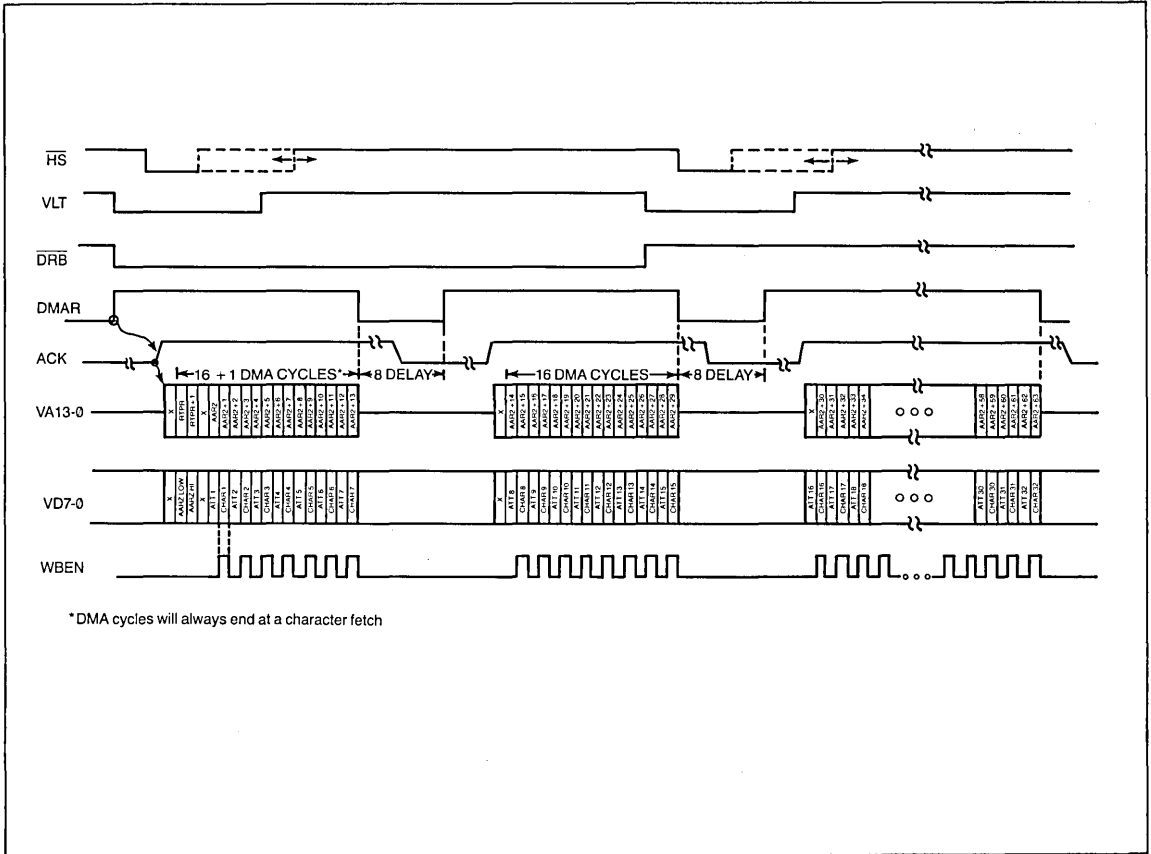 HS
VLT
DRB
DMAR
ACK
16 + 1 DMA CYCLES*
8 DELAY
16 DMA CYCLES
8 DELAY
VA13-0
X
RTPR
RTPR + 1
X
AAR2
AAR2 + 1
AAR2 + 2
AAR2 + 3
AAR2 + 4
AAR2 + 5
AAR2 + 6
AAR2 + 7
AAR2 + 8
AAR2 + 9
AAR2 + 10
AAR2 + 11
AAR2 + 12
AAR2 + 13
X
AAR2 + 14
AAR2 + 15
AAR2 + 16
AAR2 + 17
AAR2 + 18
AAR2 + 19
AAR2 + 20
AAR2 + 21
AAR2 + 22
AAR2 + 23
AAR2 + 24
AAR2 + 25
AAR2 + 26
AAR2 + 27
AAR2 + 28
AAR2 + 29
X
AAR2 + 30
AAR2 + 31
AAR2 + 32
AAR2 + 33
AAR2 + 34
AAR2 + 58
AAR2 + 59
AAR2 + 60
AAR2 + 61
AAR2 + 62
AAR2 + 63
VD7-0
X
AAR2 LOW
AAR2 HI
X
ATT 1
CHAR 1
ATT 2
CHAR 2
ATT 3
CHAR 3
ATT 4
CHAR 4
ATT 5
CHAR 5
ATT 6
CHAR 6
ATT 7
CHAR 7
X
ATT 8
CHAR 8
ATT 9
CHAR 9
ATT 10
CHAR 10
ATT 11
CHAR 11
ATT 12
CHAR 12
ATT 13
CHAR 13
ATT 14
CHAR 14
ATT 15
CHAR 15
ATT 16
CHAR 16
ATT 17
CHAR 17
ATT 18
CHAR 18
ATT 30
CHAR 30
ATT 31
CHAR 31
ATT 32
CHAR 32
WBEN
*DMA cycles will always end at a character fetch